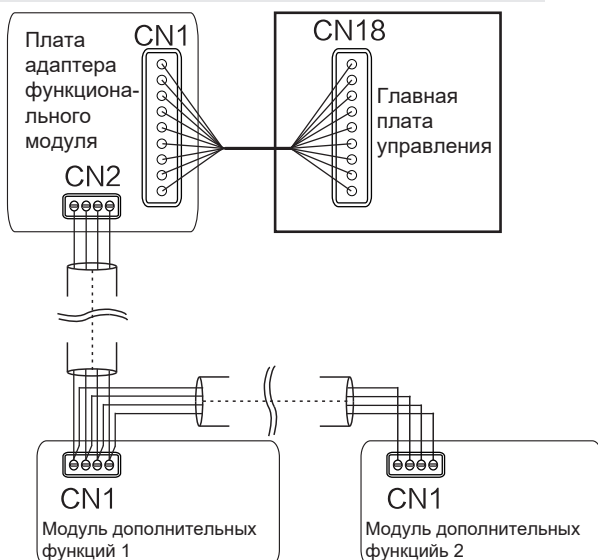 Плата
адаптера
функциона-
льного
модуля
CN1
CN2
CN18
Главная
плата
управления
CN1
Модуль дополнительных
функций 1
CN1
Модуль дополнительных
функцийь 2